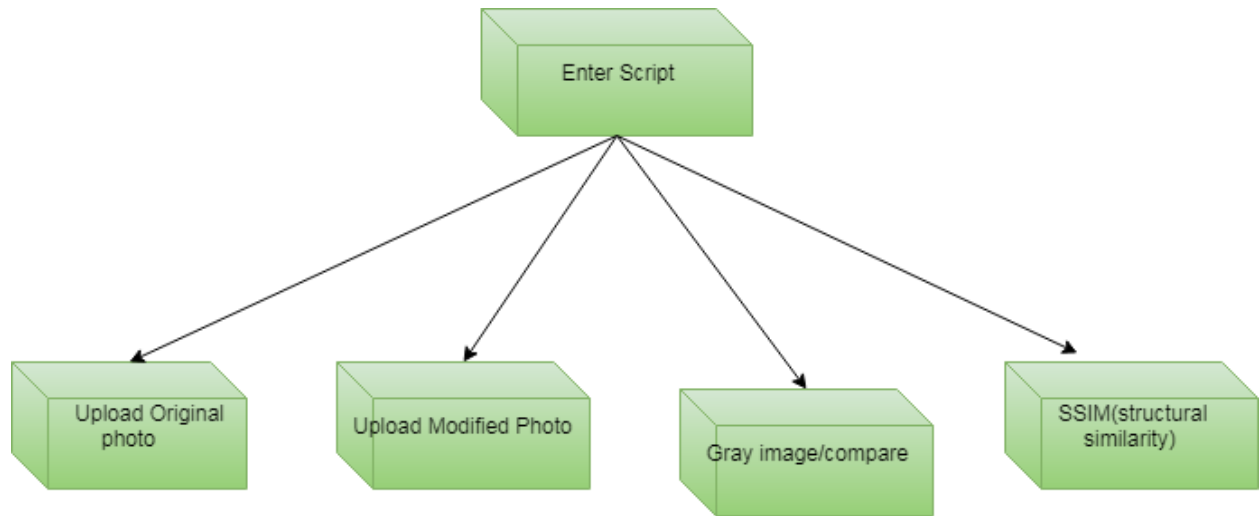 Enter Script
Upload Original
photo
Upload Modified Photo
Gray image/compare
SSIM(structural
similarity)